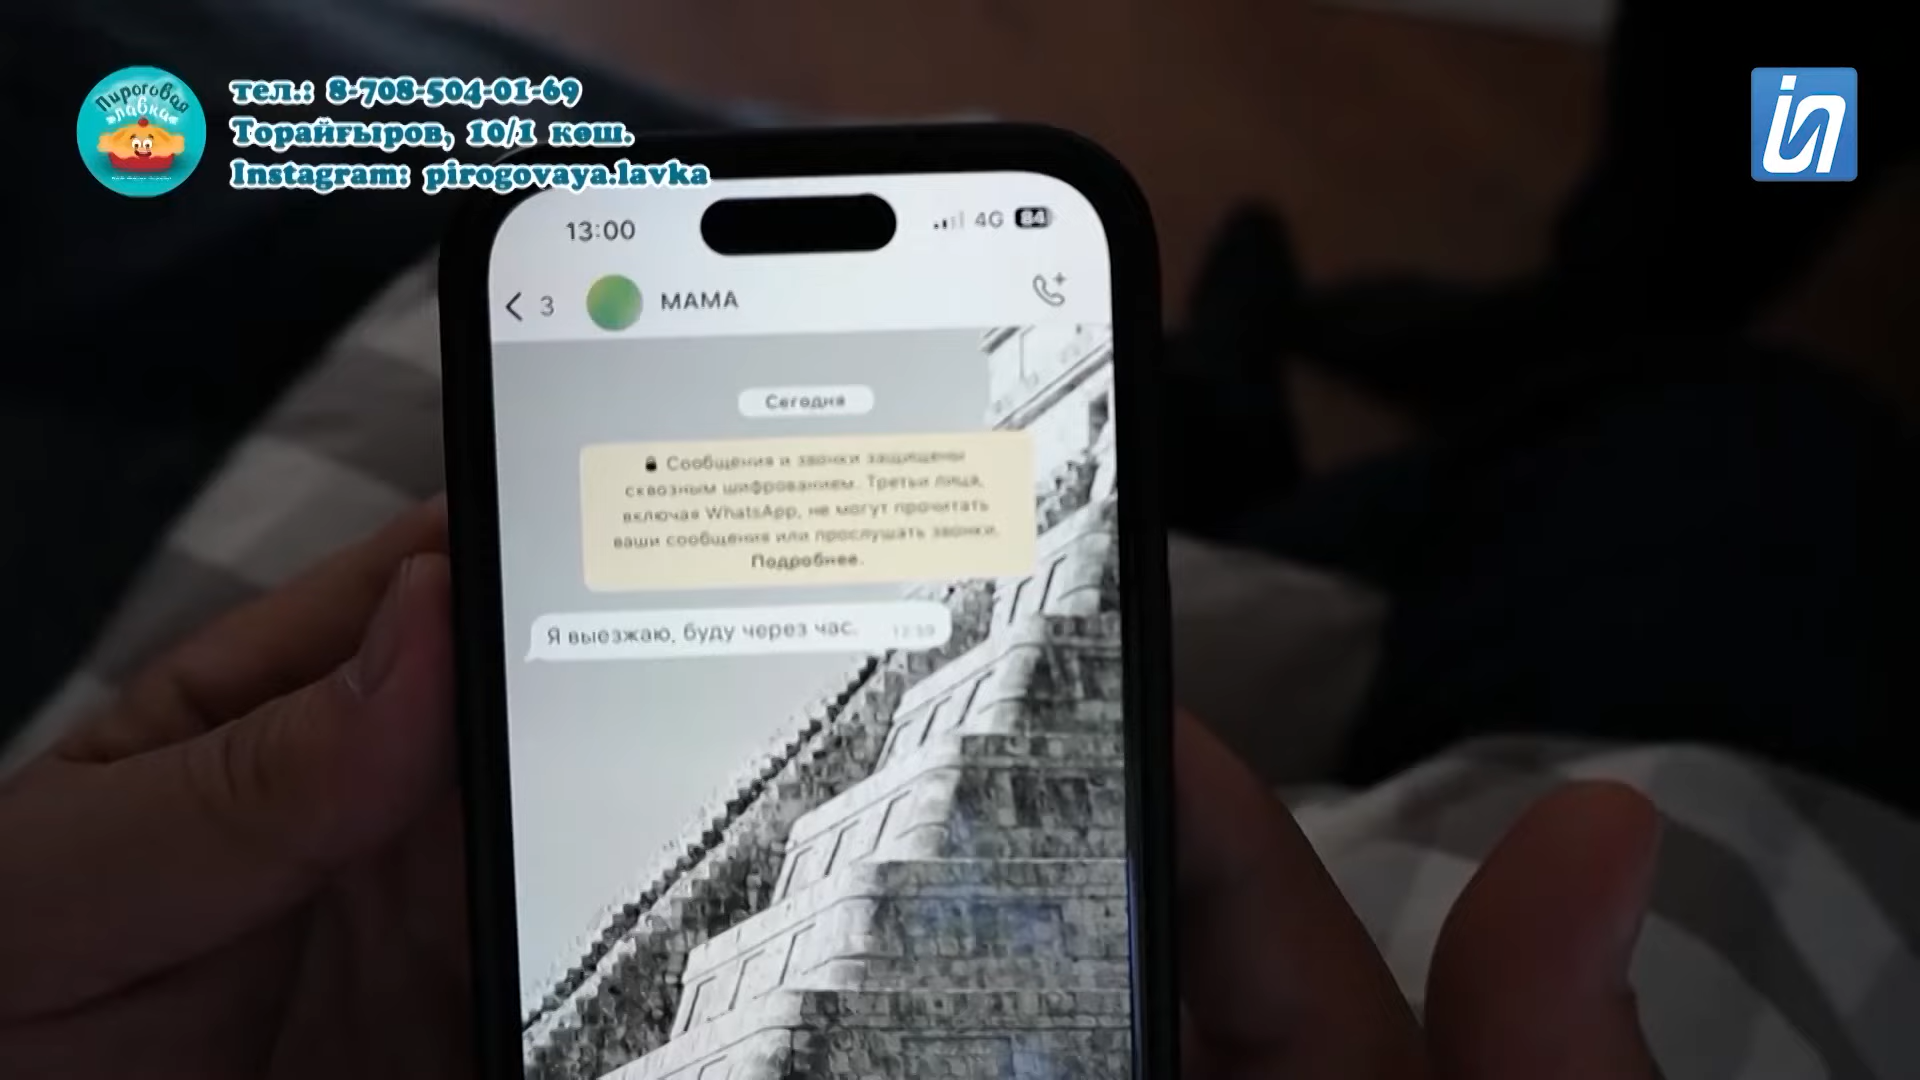 Пироговая
лавка
тел.: 8-708-504-01-69
Торайғыров, 10/1 көш.
Instagram: pirogovaya.lavka
in
13:00
4G 84
3 МАМА
Сегодня
Сообщения и звонки защищены
сквозным шифрованием. Третьи лица,
включая WhatsApp, не могут прочитать
ваши сообщения или прослушать звонки.
Подробнее.
Я выезжаю, буду через час.